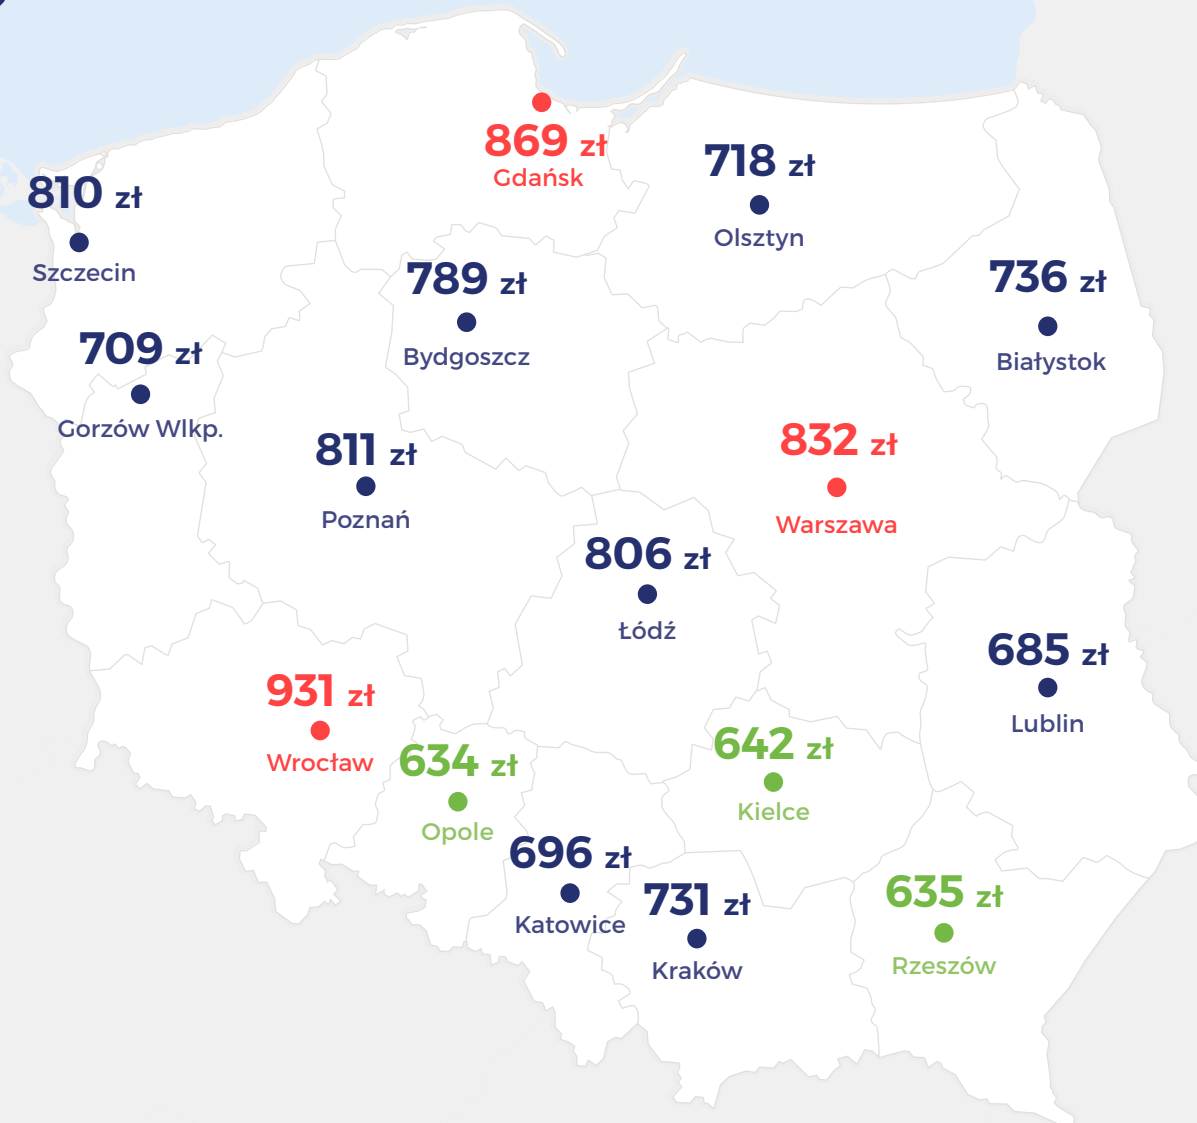 869 zł
Gdańsk
718 zł
Olsztyn
810 zł
Szczecin
789 zł
Bydgoszcz
736 zł
Białystok
709 zł
Gorzów Wlkp.
811 zł
Poznań
832 zł
Warszawa
806 zł
Łódź
685 zł
Lublin
931 zł
Wrocław
634 zł
Opole
642 zł
Kielce
696 zł
Katowice
731 zł
Kraków
635 zł
Rzeszów